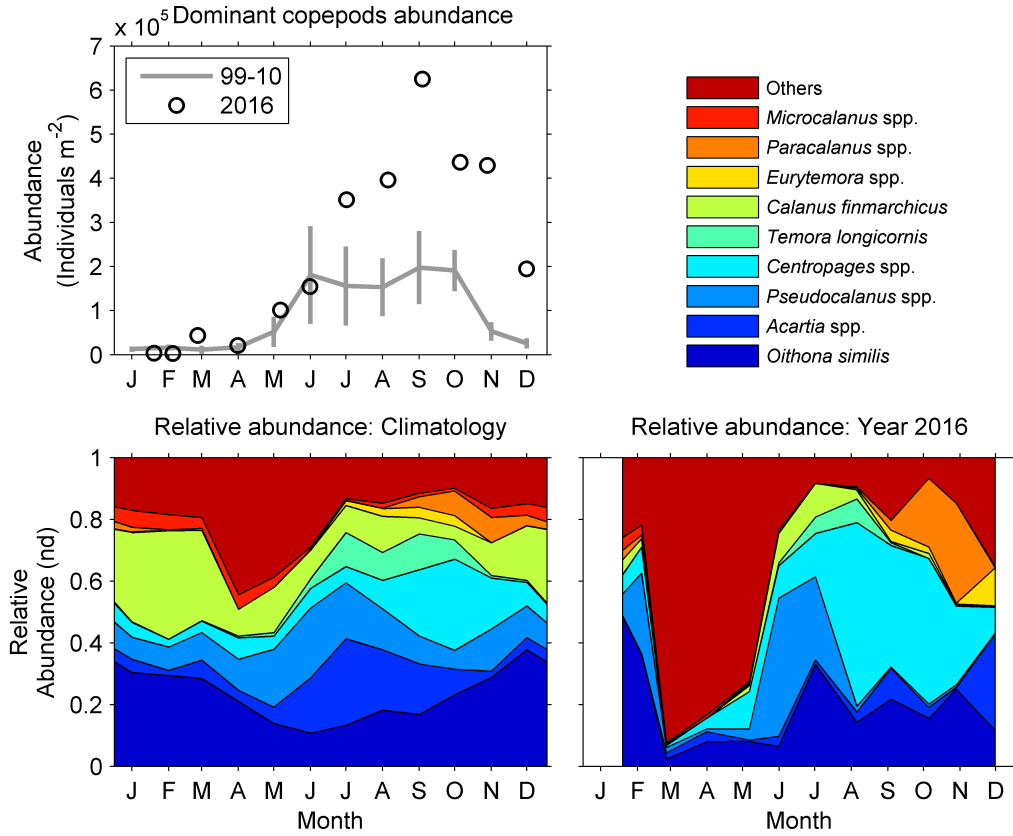 x 10⁵ Dominant copepods abundance
7
6
5
4
3
2
1
0
Abundance
(Individuals m⁻²)
99-10
2016
J F M A M J J A S O N D
Others
Microcalanus spp.
Paracalanus spp.
Eurytemora spp.
Calanus finmarchicus
Temora longicornis
Centropages spp.
Pseudocalanus spp.
Acartia spp.
Oithona similis
Relative abundance: Climatology
1
0.8
0.6
0.4
0.2
0
Relative
Abundance (nd)
J F M A M J J A S O N D
Month
Relative abundance: Year 2016
J F M A M J J A S O N D
Month